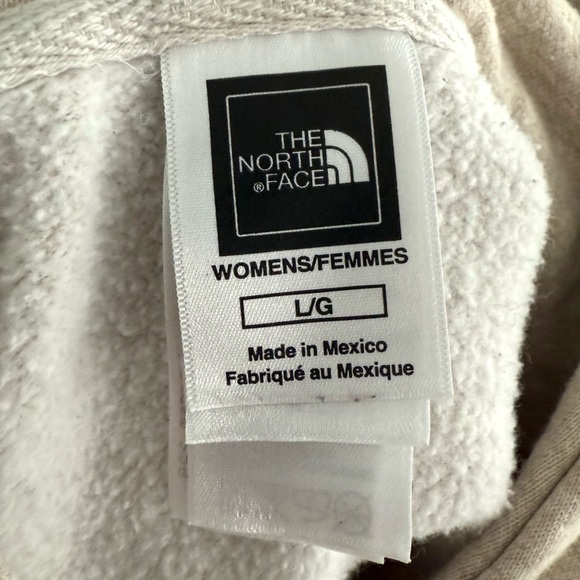 THE
NORTH
®FACE
WOMENS/FEMMES
L/G
Made in Mexico
Fabriqué au Mexique